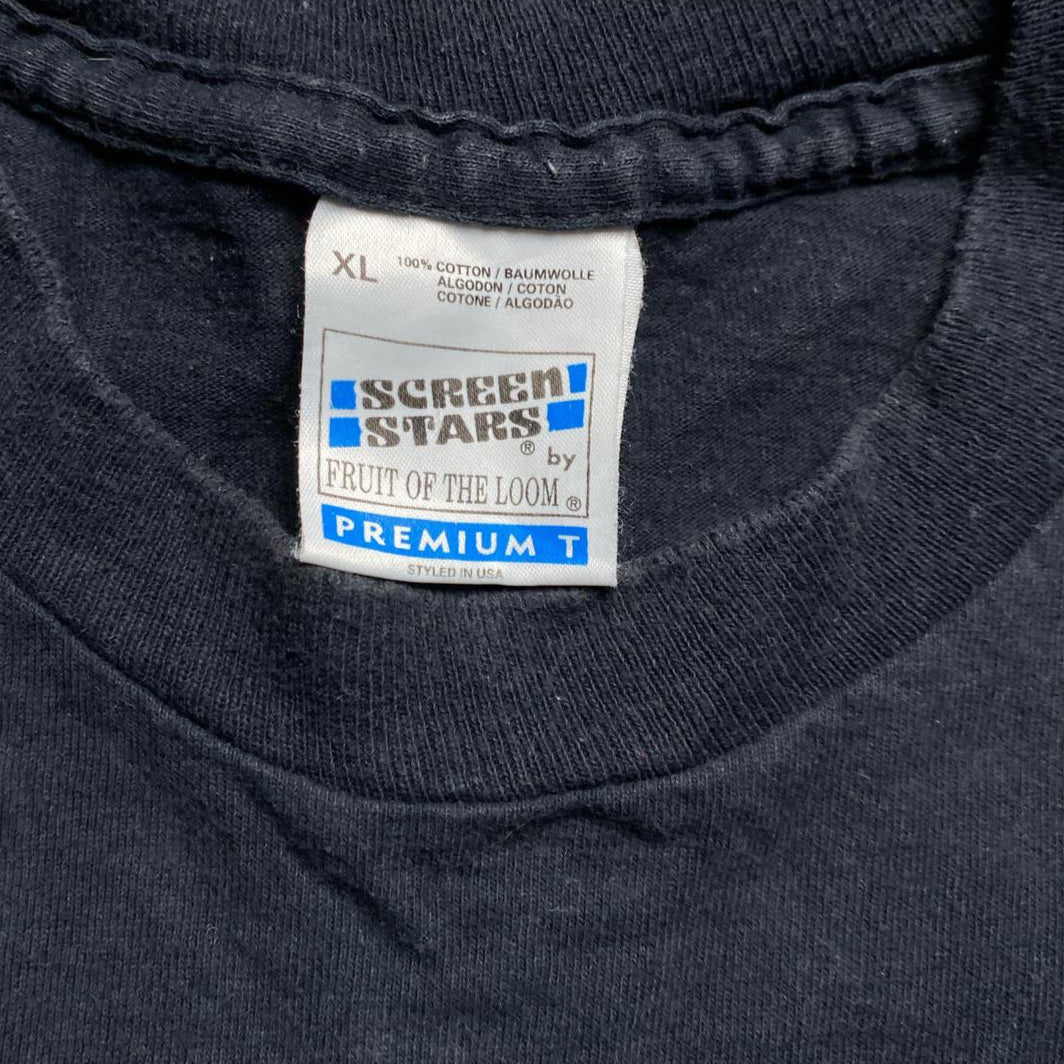 XL
100% COTTON / BAUMWOLLE
ALGODON / COTON
COTONE / ALGODÃO
SCREEN
STARS® by
FRUIT OF THE LOOM®
PREMIUM T
STYLED IN USA